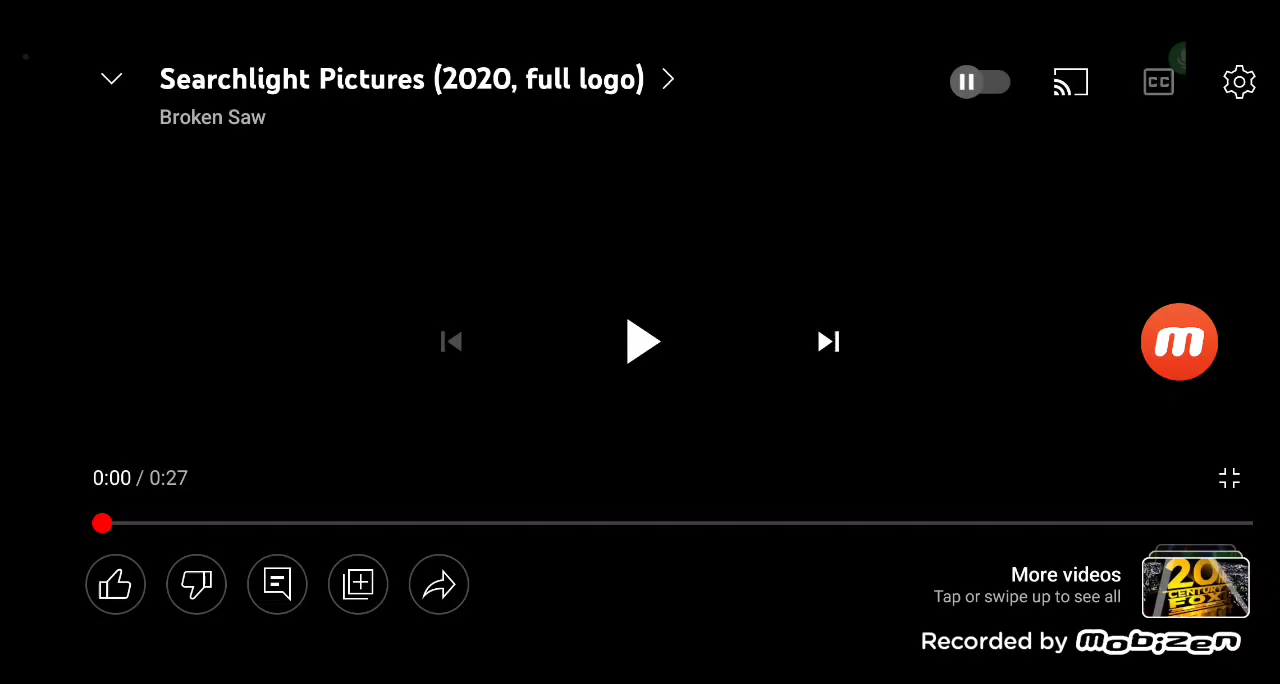 Searchlight Pictures (2020, full logo)
Broken Saw
CC
m
0:00 / 0:27
More videos
Tap or swipe up to see all
20
CENTURY
FOX
Recorded by mobizen